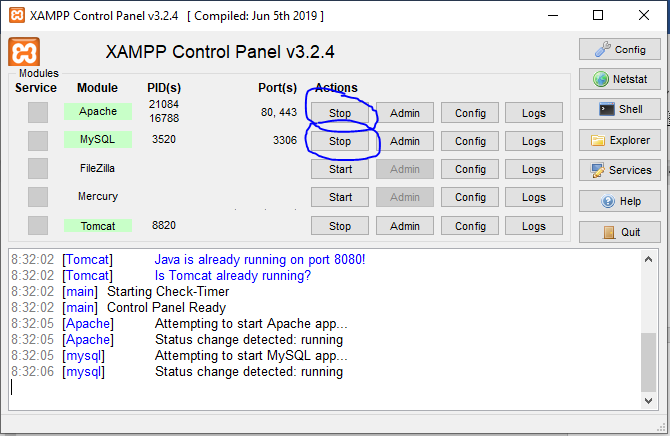 XAMPP Control Panel v3.2.4 [ Compiled: Jun 5th 2019 ]
XAMPP Control Panel v3.2.4
Config
Modules
Service Module PID(s) Port(s) Actions
Netstat
Apache 21084 16788 80, 443 Stop Admin Config Logs
Shell
MySQL 3520 3306 Stop Admin Config Logs
Explorer
FileZilla Start Admin Config Logs
Services
Mercury Start Admin Config Logs
Help
Tomcat 8820 Stop Admin Config Logs
Quit
8:32:02 [Tomcat] Java is already running on port 8080!
8:32:02 [Tomcat] Is Tomcat already running?
8:32:02 [main] Starting Check-Timer
8:32:02 [main] Control Panel Ready
8:32:05 [Apache] Attempting to start Apache app...
8:32:05 [Apache] Status change detected: running
8:32:05 [mysql] Attempting to start MySQL app...
8:32:06 [mysql] Status change detected: running